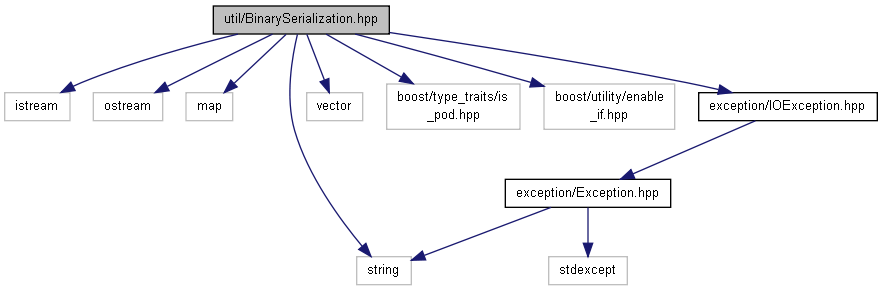 util/BinarySerialization.hpp
istream
ostream
map
vector
boost/type_traits/is
_pod.hpp
boost/utility/enable
_if.hpp
exception/IOException.hpp
exception/Exception.hpp
string
stdexcept